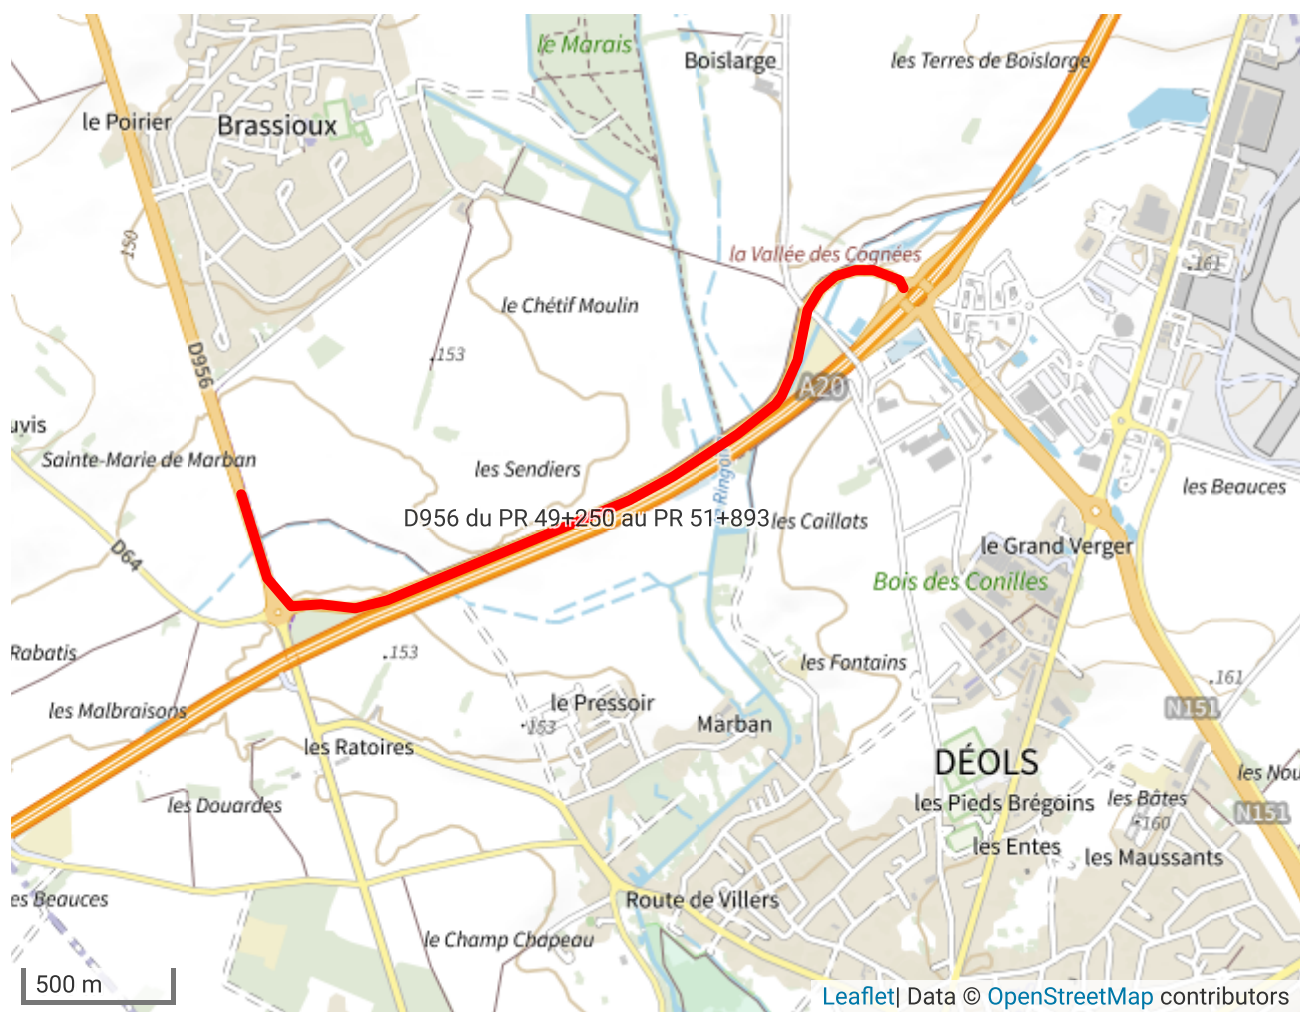 le Marais
Boislarge
les Terres de Boislarge
le Poirier
Brassioux
150
la Vallée des Cognées
161
le Chétif Moulin
153
D956
A20
uvis
Sainte-Marie de Marban
les Sendiers
Ringoi
les Beauces
D956 du PR 49+250 au PR 51+893
les Caillats
D64
le Grand Verger
Bois des Conilles
Rabatis
153
les Fontains
161
les Malbraisons
le Pressoir
N151
153
Marban
les Ratoires
DÉOLS
les Nou
les Douardes
les Pieds Brégoins
les Bâtes
N151
160
les Entes
les Maussants
es Beauces
Route de Villers
le Champ Chapeau
500 m
Leaflet| Data © OpenStreetMap contributors